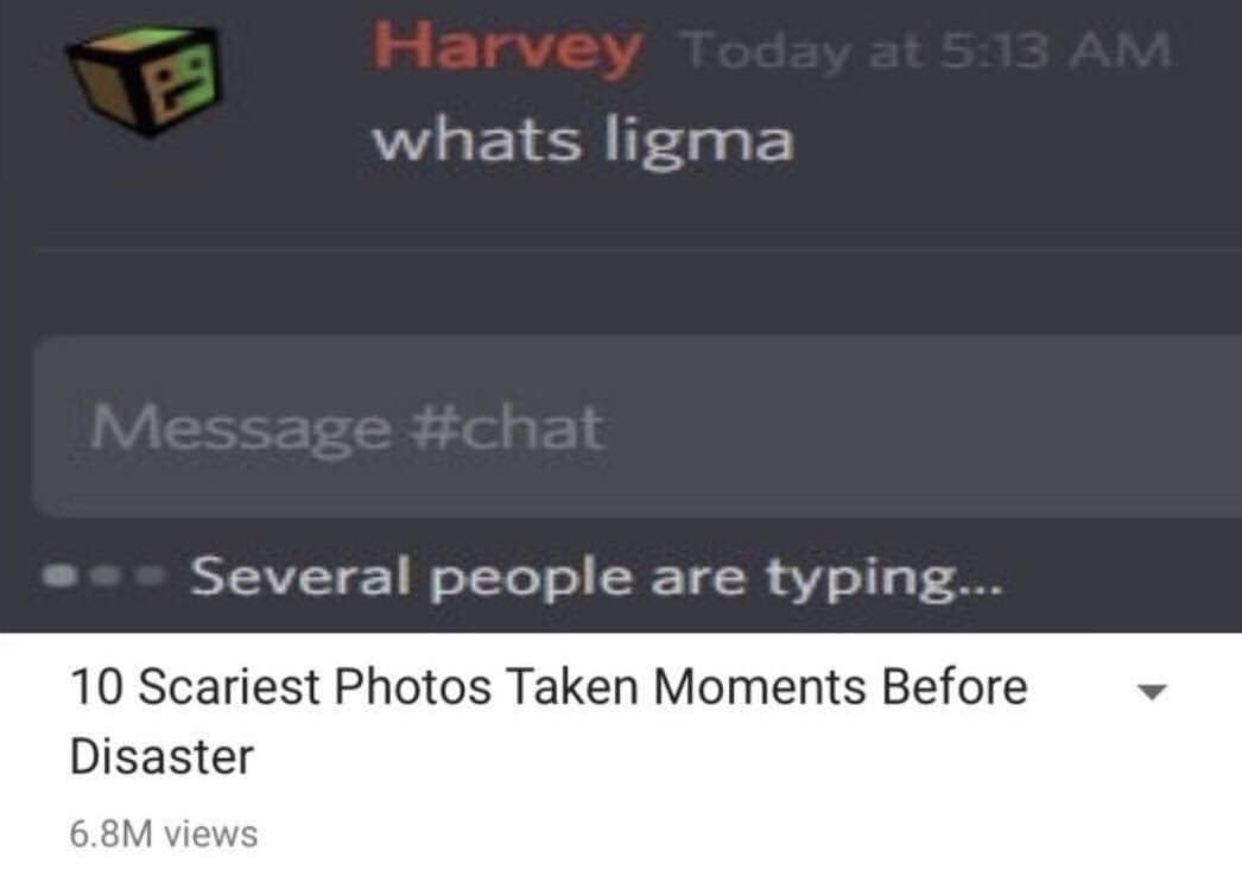 Harvey Today at 5:13 AM
whats ligma
Message #chat
Several people are typing...
10 Scariest Photos Taken Moments Before
Disaster
6.8M views